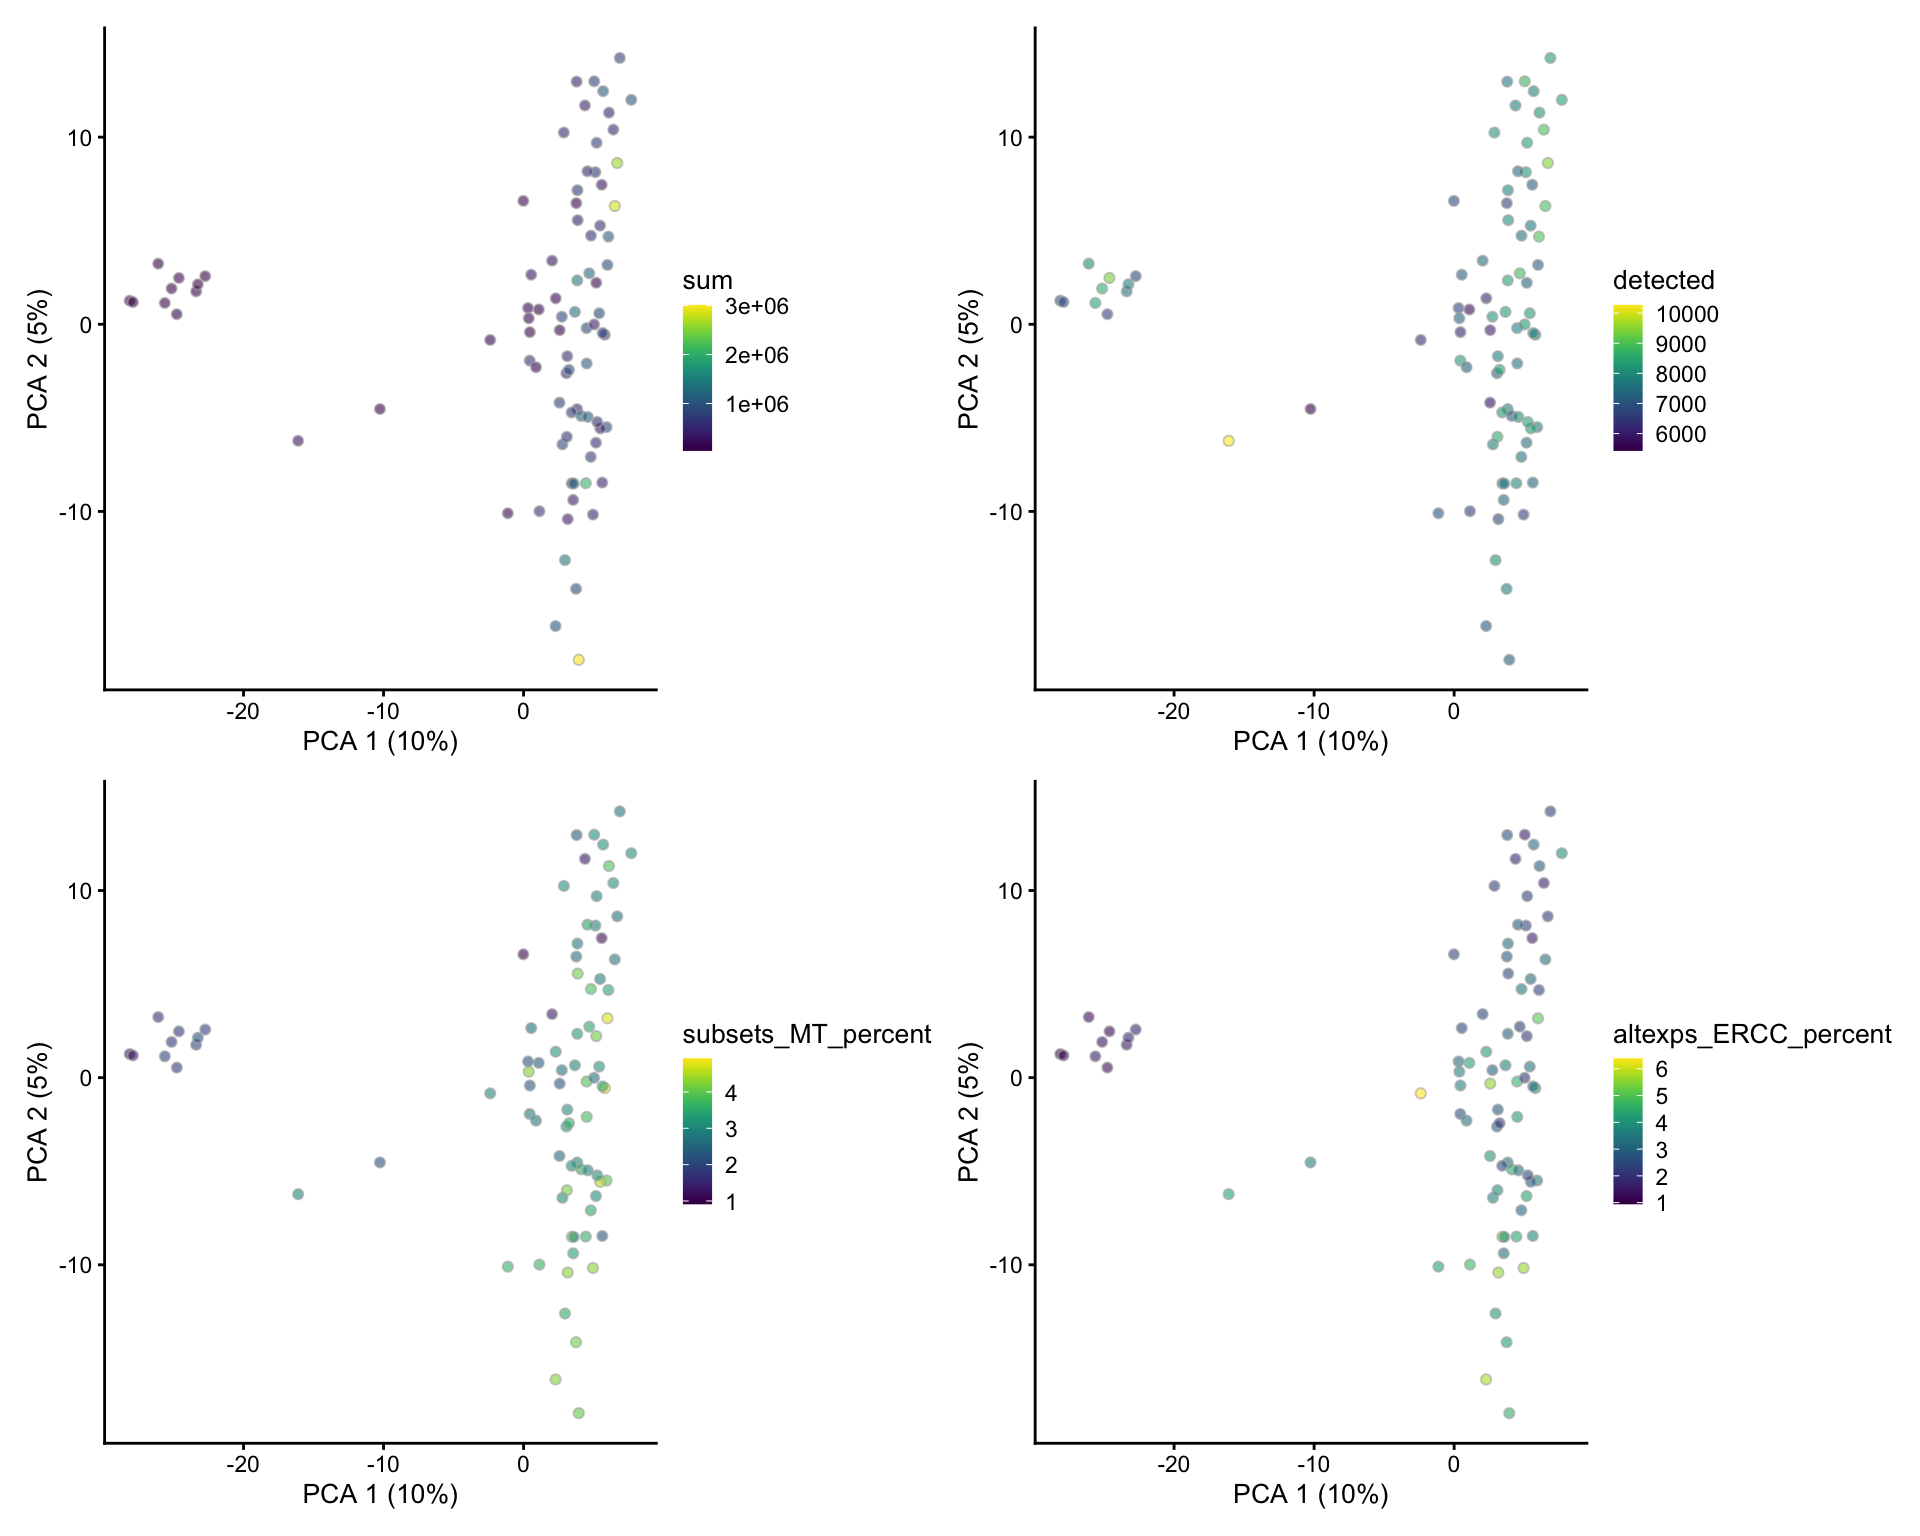 10
0
-10
PCA 2 (5%)
-20 -10 0
PCA 1 (10%)
sum
3e+06
2e+06
1e+06
10
0
-10
PCA 2 (5%)
-20 -10 0
PCA 1 (10%)
detected
10000
9000
8000
7000
6000
10
0
-10
PCA 2 (5%)
-20 -10 0
PCA 1 (10%)
subsets_MT_percent
4
3
2
1
10
0
-10
PCA 2 (5%)
-20 -10 0
PCA 1 (10%)
altexps_ERCC_percent
6
5
4
3
2
1